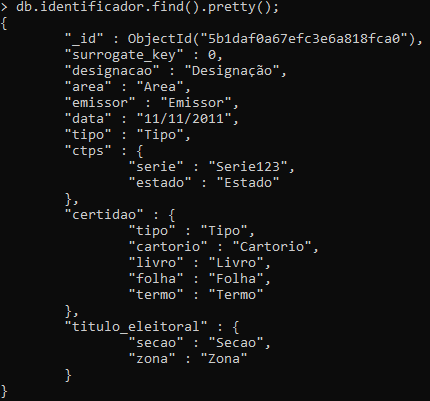 > db.identificador.find().pretty();
{
        "_id" : ObjectId("5b1daf0a67efc3e6a818fca0"),
        "surrogate_key" : 0,
        "designacao" : "Designação",
        "area" : "Area",
        "emissor" : "Emissor",
        "data" : "11/11/2011",
        "tipo" : "Tipo",
        "ctps" : {
                "serie" : "Serie123",
                "estado" : "Estado"
        },
        "certidao" : {
                "tipo" : "Tipo",
                "cartorio" : "Cartorio",
                "livro" : "Livro",
                "folha" : "Folha",
                "termo" : "Termo"
        },
        "titulo_eleitoral" : {
                "secao" : "Secao",
                "zona" : "Zona"
        }
}